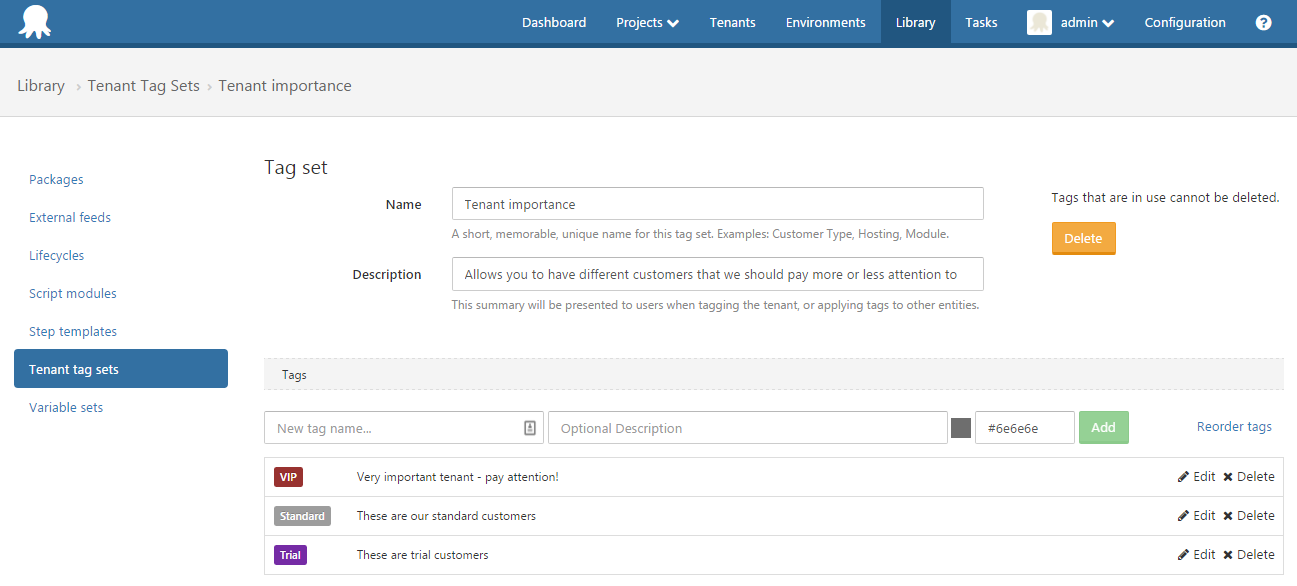 Dashboard Projects Tenants Environments Library Tasks admin Configuration ?
Library › Tenant Tag Sets › Tenant importance
Packages
External feeds
Lifecycles
Script modules
Step templates
Tenant tag sets
Variable sets
Tag set
Name Tenant importance
A short, memorable, unique name for this tag set. Examples: Customer Type, Hosting, Module.
Description Allows you to have different customers that we should pay more or less attention to
This summary will be presented to users when tagging the tenant, or applying tags to other entities.
Tags that are in use cannot be deleted.
Delete
Tags
New tag name... Optional Description #6e6e6e Add Reorder tags
VIP Very important tenant - pay attention! Edit Delete
Standard These are our standard customers Edit Delete
Trial These are trial customers Edit Delete